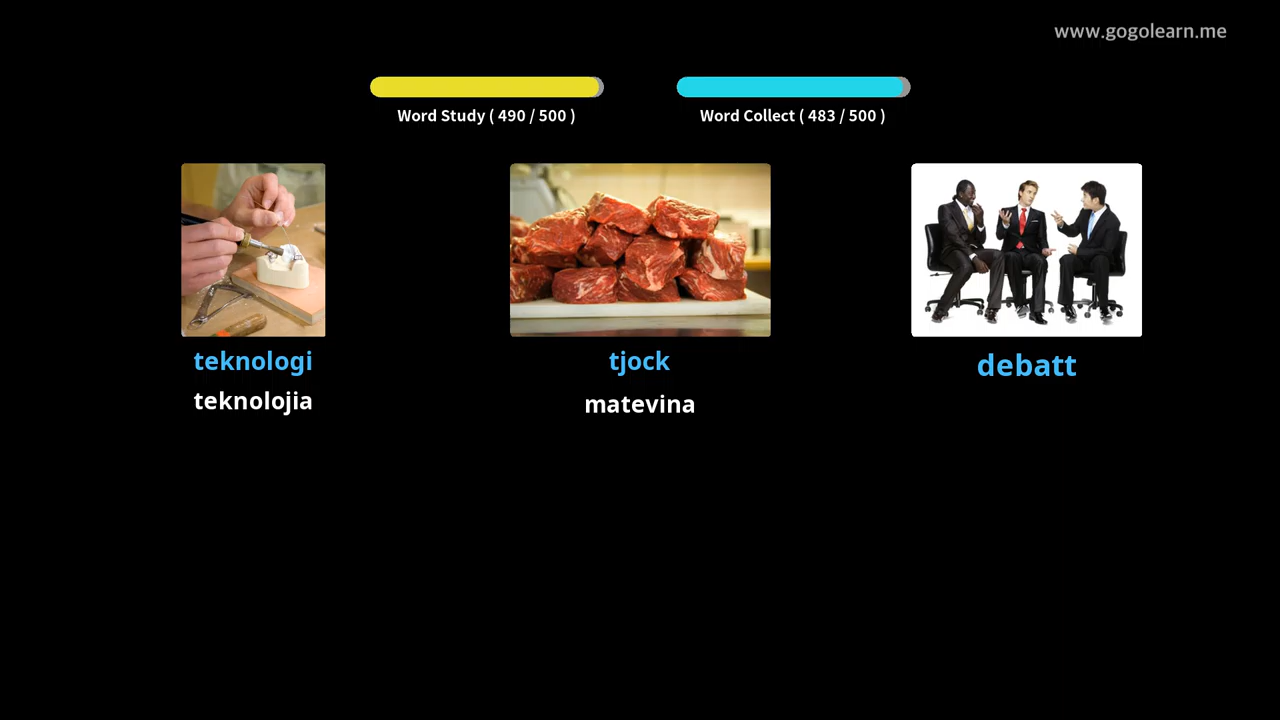 www.gogolearn.me
Word Study ( 490 / 500 )
Word Collect ( 483 / 500 )
teknologi
teknolojia
tjock
matevina
debatt